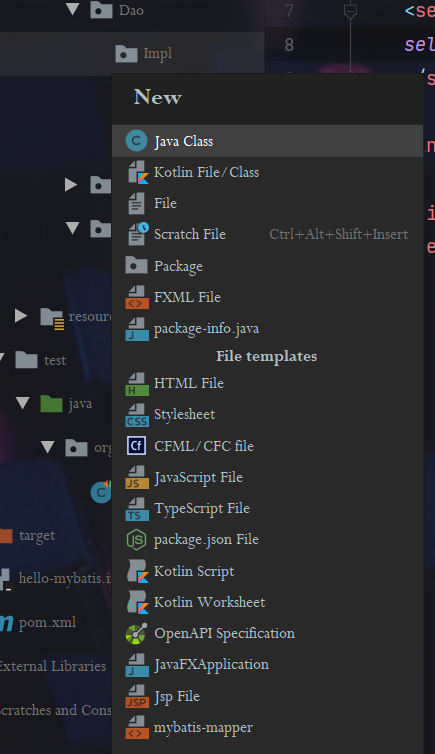 Dao
7
<se
Impl
8
sel
New
Java Class
Kotlin File/Class
File
Scratch File Ctrl+Alt+Shift+Insert
Package
FXML File
resour
package-info.java
File templates
test
HTML File
java
Stylesheet
org
CFML/CFC file
JavaScript File
TypeScript File
target
package.json File
hello-mybatis.i
Kotlin Script
pom.xml
Kotlin Worksheet
OpenAPI Specification
External Libraries
JavaFXApplication
Jsp File
Scratches and Cons
mybatis-mapper